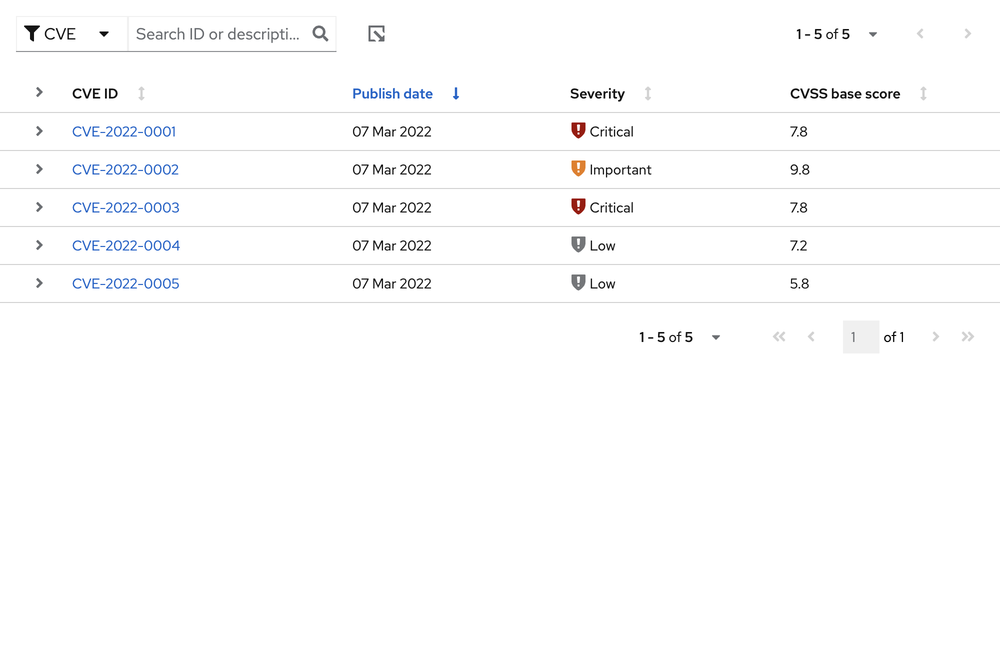 CVE Search ID or descripti... 1 - 5 of 5
CVE ID Publish date Severity CVSS base score
CVE-2022-0001 07 Mar 2022 Critical 7.8
CVE-2022-0002 07 Mar 2022 Important 9.8
CVE-2022-0003 07 Mar 2022 Critical 7.8
CVE-2022-0004 07 Mar 2022 Low 7.2
CVE-2022-0005 07 Mar 2022 Low 5.8
1 - 5 of 5 1 of 1